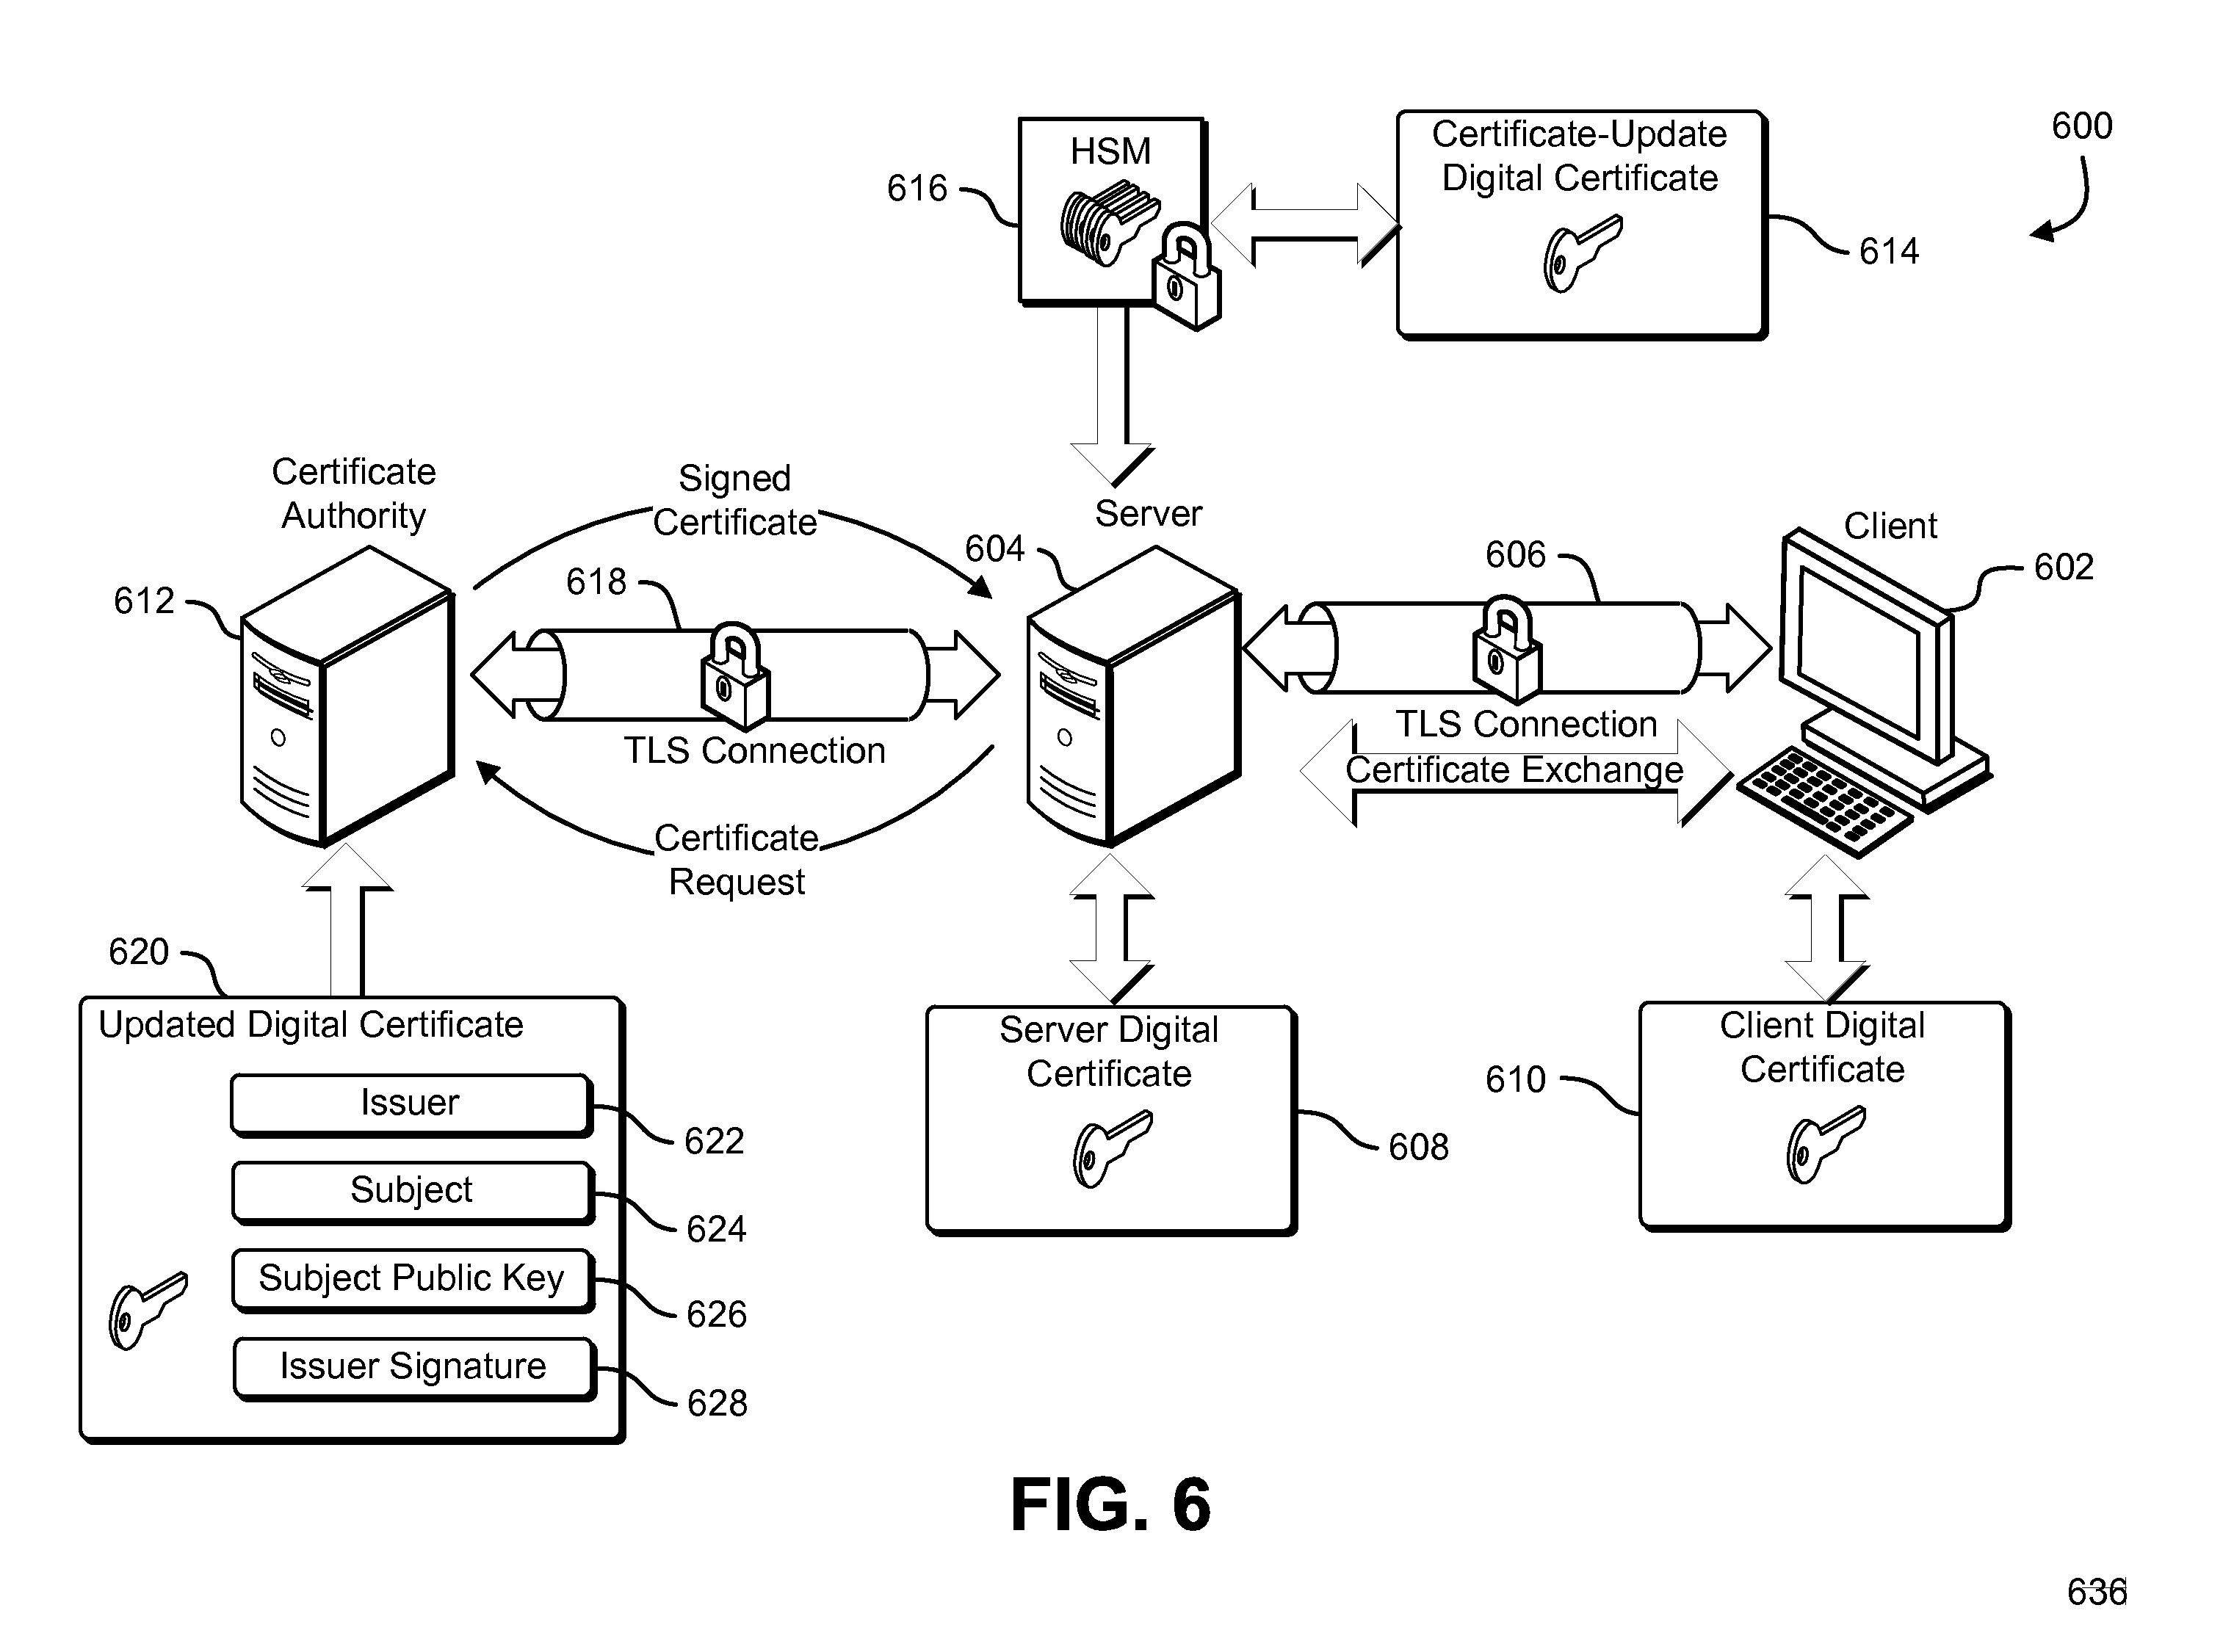 600
HSM
616
Certificate-Update
Digital Certificate
614
Certificate
Authority
612
Signed
Certificate
618
TLS Connection
Certificate
Request
Server
604
606
TLS Connection
Certificate Exchange
Client
602
620
Updated Digital Certificate
Issuer
622
Subject
624
Subject Public Key
626
Issuer Signature
628
Server Digital
Certificate
608
Client Digital
Certificate
610
FIG. 6
636